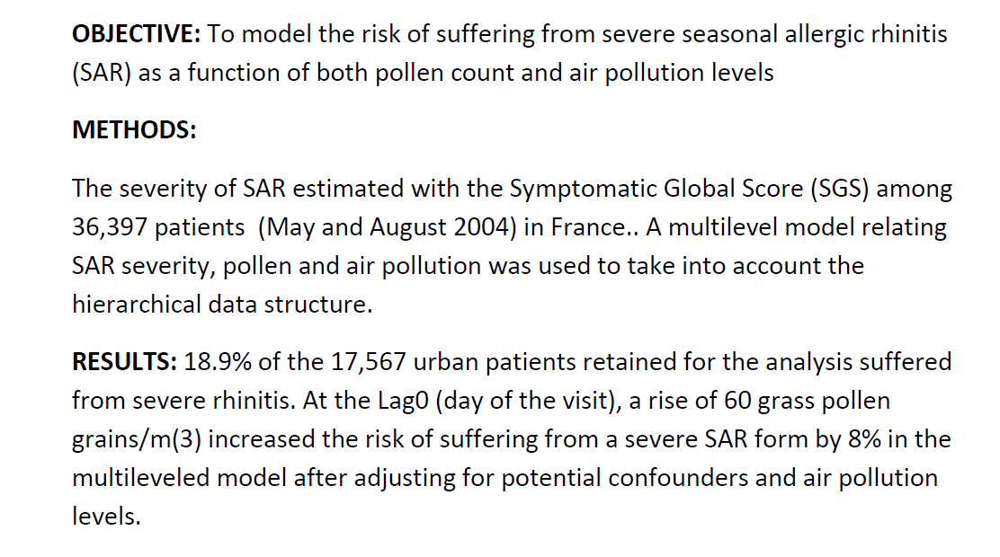 OBJECTIVE: To model the risk of suffering from severe seasonal allergic rhinitis
(SAR) as a function of both pollen count and air pollution levels
METHODS:
The severity of SAR estimated with the Symptomatic Global Score (SGS) among
36,397 patients  (May and August 2004) in France.. A multilevel model relating
SAR severity, pollen and air pollution was used to take into account the
hierarchical data structure.
RESULTS: 18.9% of the 17,567 urban patients retained for the analysis suffered
from severe rhinitis. At the Lag0 (day of the visit), a rise of 60 grass pollen
grains/m(3) increased the risk of suffering from a severe SAR form by 8% in the
multileveled model after adjusting for potential confounders and air pollution
levels.